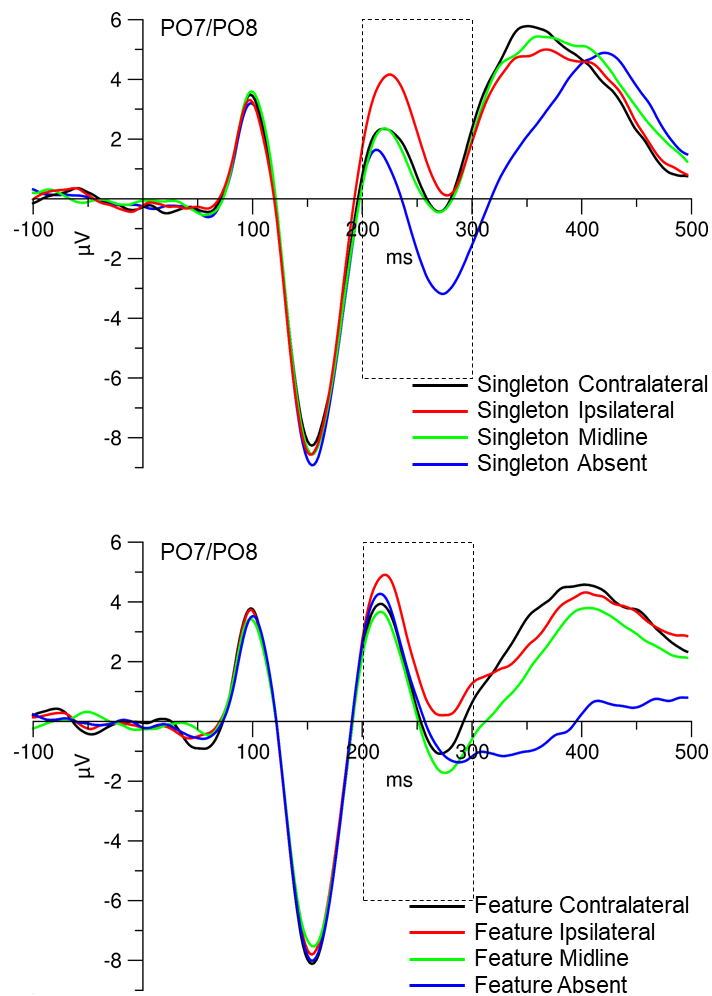 PO7/PO8
6
4
2
-2
-4
-6
-8
-100
100
200
300
400
500
µV
ms
Singleton Contralateral
Singleton Ipsilateral
Singleton Midline
Singleton Absent
PO7/PO8
6
4
2
-2
-4
-6
-8
-100
100
200
300
400
500
µV
ms
Feature Contralateral
Feature Ipsilateral
Feature Midline
Feature Absent